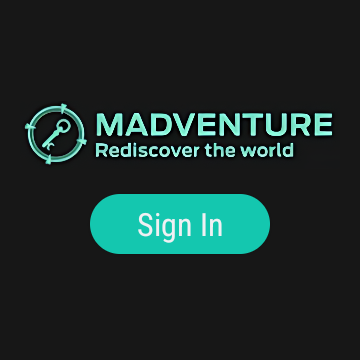 MADVENTURE
Rediscover the world
Sign In